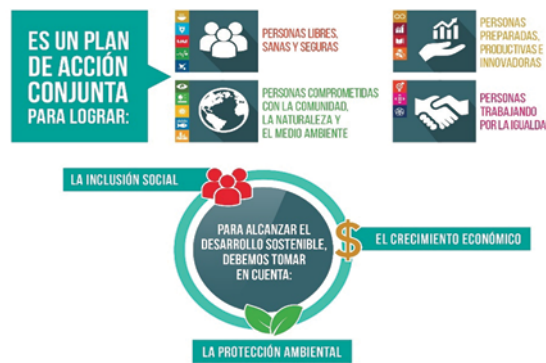 ES UN PLAN
DE ACCIÓN
CONJUNTA
PARA LOGRAR:
PERSONAS LIBRES,
SANAS Y SEGURAS
PERSONAS
PREPARADAS,
PRODUCTIVAS E
INNOVADORAS
PERSONAS COMPROMETIDAS
CON LA COMUNIDAD,
LA NATURALEZA Y
EL MEDIO AMBIENTE
PERSONAS
TRABAJANDO
POR LA IGUALDA
LA INCLUSIÓN SOCIAL
PARA ALCANZAR EL
DESARROLLO SOSTENIBLE,
DEBEMOS TOMAR
EN CUENTA:
$
EL CRECIMIENTO ECONÓMICO
LA PROTECCIÓN AMBIENTAL